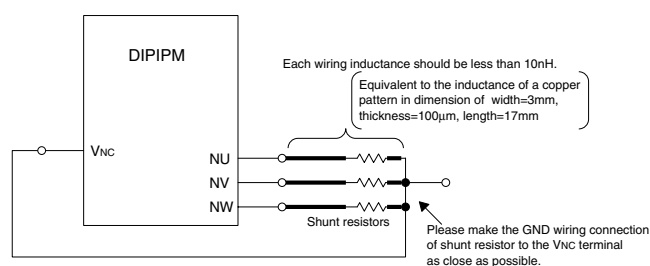 DIPIPM
Each wiring inductance should be less than 10nH.
Equivalent to the inductance of a copper
pattern in dimension of width=3mm,
thickness=100μm, length=17mm
VNC
NU
NV
NW
Shunt resistors
Please make the GND wiring connection
of shunt resistor to the VNC terminal
as close as possible.